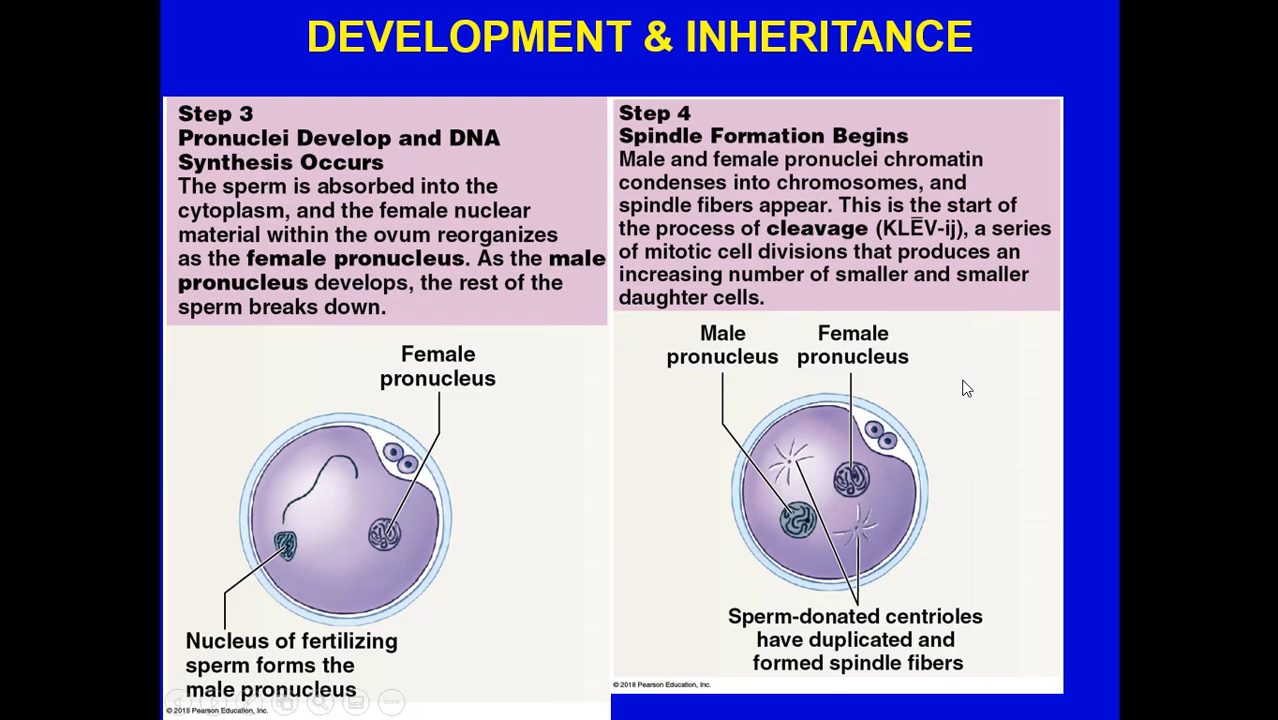 DEVELOPMENT & INHERITANCE
Step 3
Pronuclei Develop and DNA
Synthesis Occurs
The sperm is absorbed into the
cytoplasm, and the female nuclear
material within the ovum reorganizes
as the female pronucleus. As the male
pronucleus develops, the rest of the
sperm breaks down.
Female
pronucleus
Nucleus of fertilizing
sperm forms the
male pronucleus
© 2018 Pearson Education, Inc.
Step 4
Spindle Formation Begins
Male and female pronuclei chromatin
condenses into chromosomes, and
spindle fibers appear. This is the start of
the process of cleavage (KLĒV-ij), a series
of mitotic cell divisions that produces an
increasing number of smaller and smaller
daughter cells.
Male
pronucleus
Female
pronucleus
Sperm-donated centrioles
have duplicated and
formed spindle fibers
© 2018 Pearson Education, Inc.